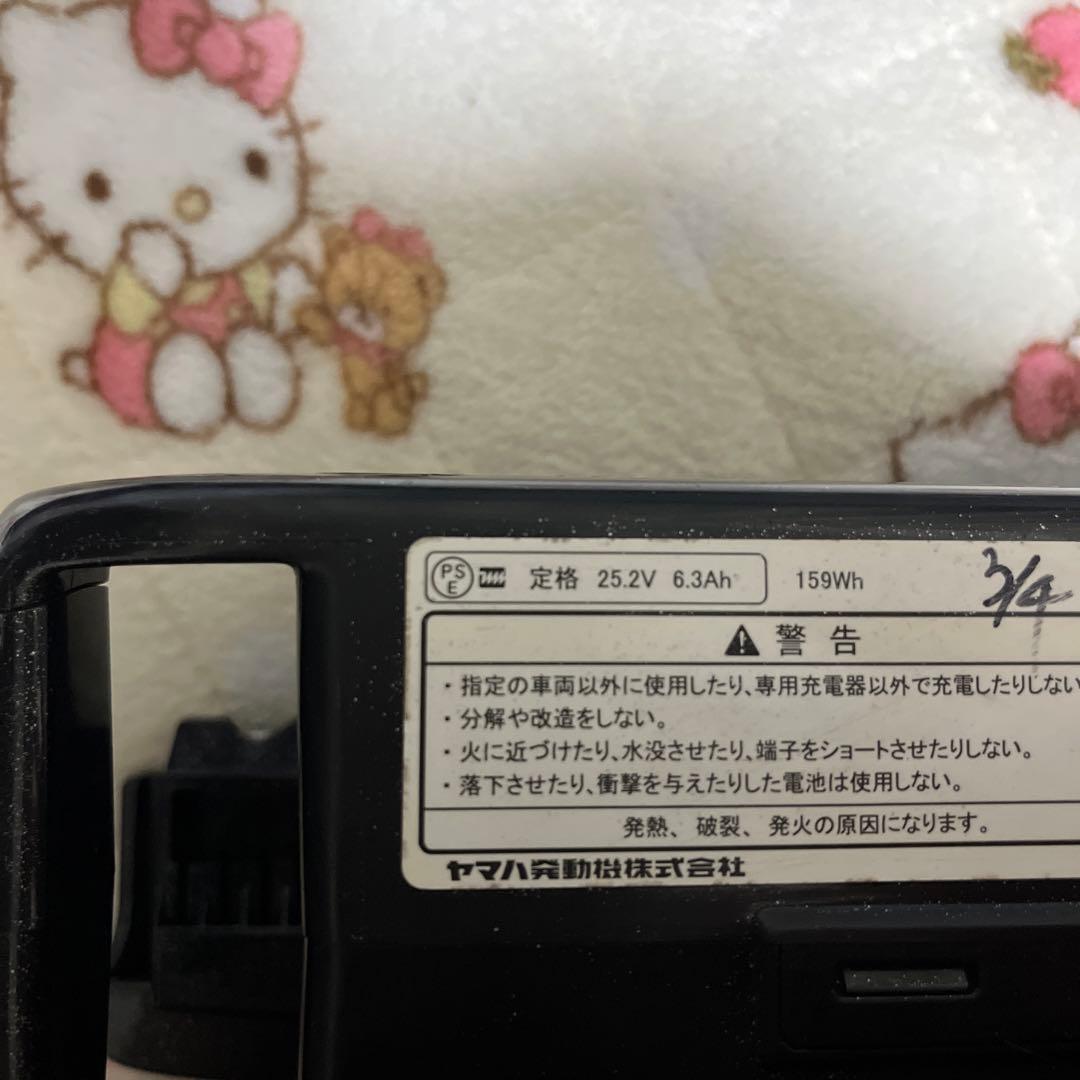 PS E 定格 25.2V 6.3Ah 159Wh 3/4
警告
・指定の車両以外に使用したり、専用充電器以外で充電したりしない
・分解や改造をしない。
・火に近づけたり、水没させたり、端子をショートさせたりしない。
・落下させたり、衝撃を与えたりした電池は使用しない。
発熱、破裂、発火の原因になります。
ヤマハ発動機株式会社